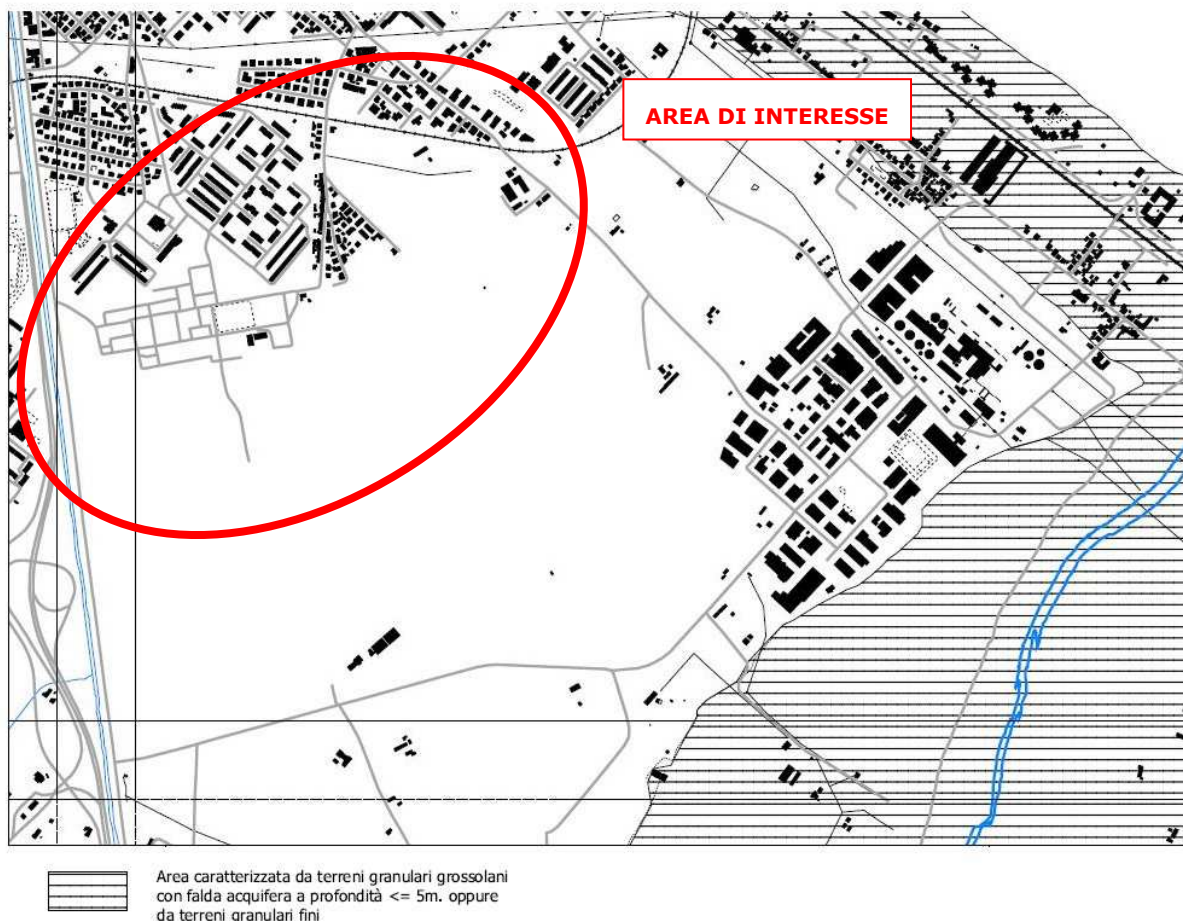 AREA DI INTERESSE
Area caratterizzata da terreni granulari grossolani
con falda acquifera a profondità <= 5m. oppure
da terreni granulari fini